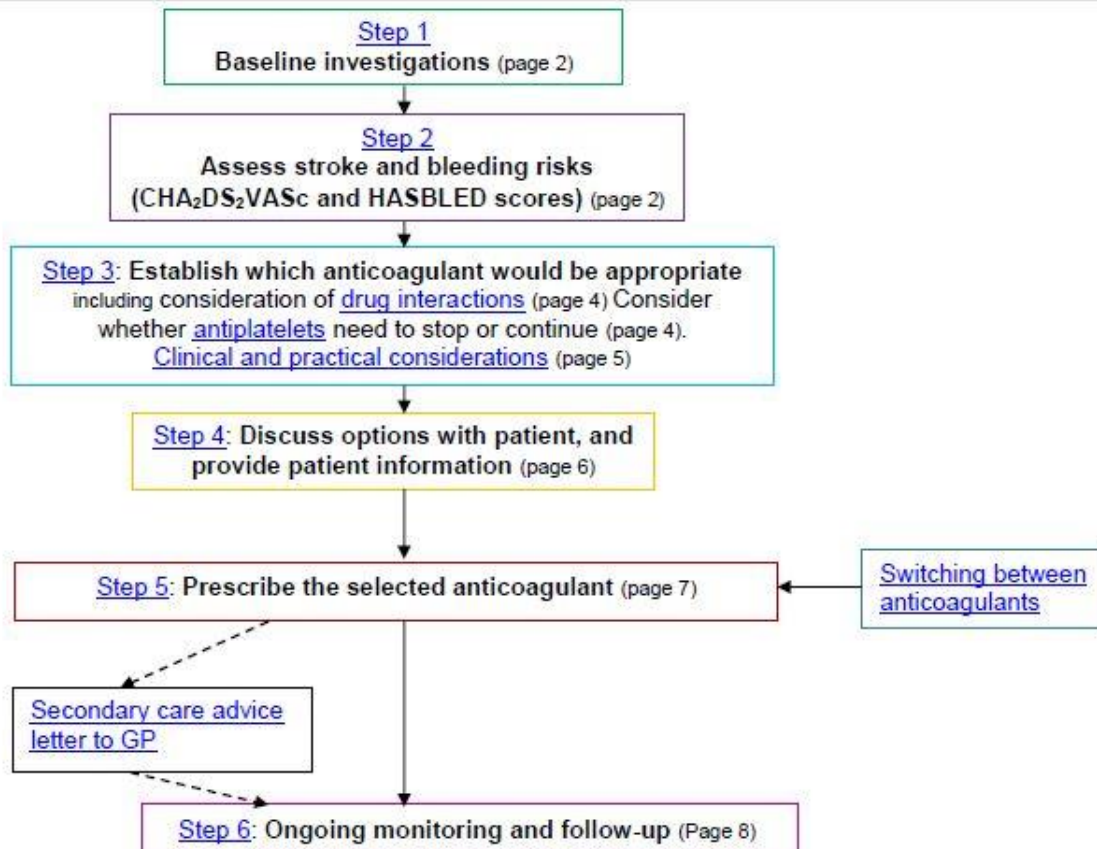 Step 1
Baseline investigations (page 2)
Step 2
Assess stroke and bleeding risks
(CHA₂DS₂VASc and HASBLED scores) (page 2)
Step 3: Establish which anticoagulant would be appropriate
including consideration of drug interactions (page 4) Consider
whether antiplatelets need to stop or continue (page 4).
Clinical and practical considerations (page 5)
Step 4: Discuss options with patient, and
provide patient information (page 6)
Step 5: Prescribe the selected anticoagulant (page 7)
Switching between
anticoagulants
Secondary care advice
letter to GP
Step 6: Ongoing monitoring and follow-up (Page 8)